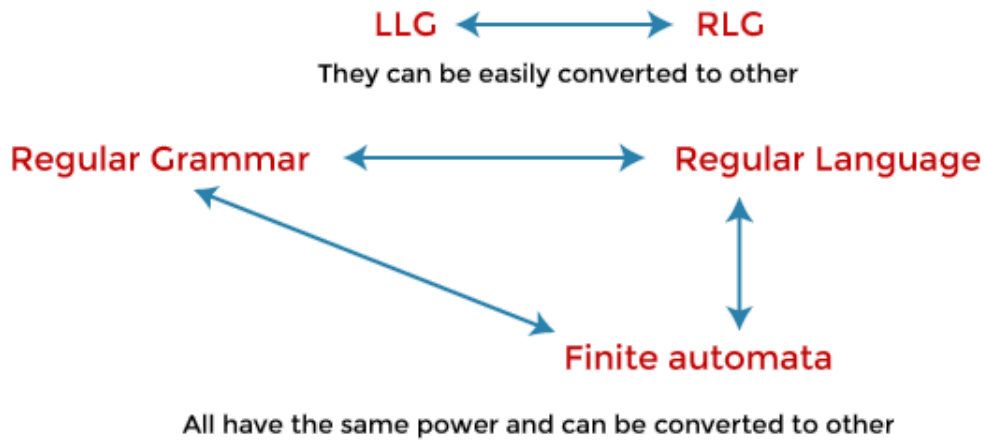 LLG RLG
They can be easily converted to other
Regular Grammar Regular Language
Finite automata
All have the same power and can be converted to other